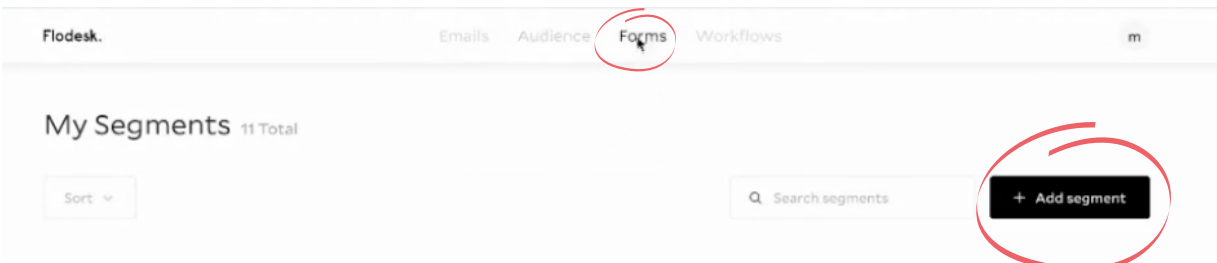 Flodesk. Emails Audience Forms Workflows m
My Segments 11 Total
Sort Search segments + Add segment